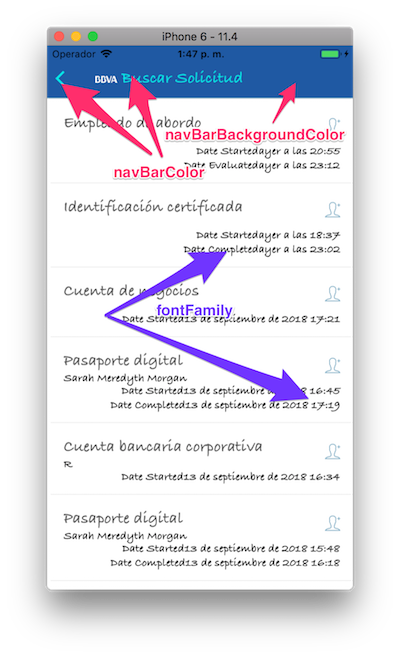 iPhone 6 - 11.4
Operador 1:47 p. m.
BBVA Buscar Solicitud
Empleado de abordo
navBarBackgroundColor
Date Startedayer a las 20:55
Date Evaluatedayer a las 23:12
navBarColor
Identificación certificada
Date Startedayer a las 18:37
Date Completedayer a las 23:02
Cuenta de negocios
fontFamily
Date Started13 de septiembre de 2018 17:21
Pasaporte digital
Sarah Meredyth Morgan
Date Started13 de septiembre de 2018 16:45
Date Completed13 de septiembre de 2018 17:19
Cuenta bancaria corporativa
R
Date Started13 de septiembre de 2018 16:34
Pasaporte digital
Sarah Meredyth Morgan
Date Started13 de septiembre de 2018 15:48
Date Completed13 de septiembre de 2018 16:18